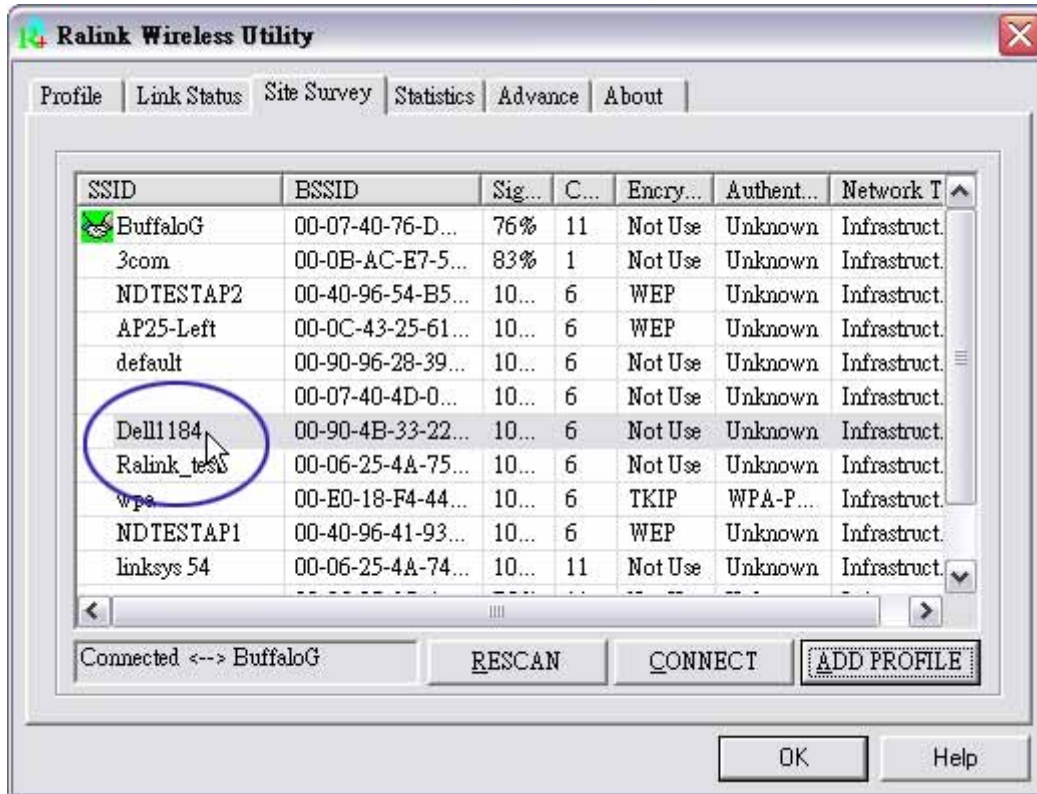 Ralink Wireless Utility
Profile Link Status Site Survey Statistics Advance About
SSID BSSID Sig... C... Encry... Authent... Network T
BuffaloG 00-07-40-76-D... 76% 11 Not Use Unknown Infrastruct.
3com 00-0B-AC-E7-5... 83% 1 Not Use Unknown Infrastruct.
NDTESTAP2 00-40-96-54-B5... 10... 6 WEP Unknown Infrastruct.
AP25-Left 00-0C-43-25-61... 10... 6 WEP Unknown Infrastruct.
default 00-90-96-28-39... 10... 6 Not Use Unknown Infrastruct.
00-07-40-4D-0... 10... 6 Not Use Unknown Infrastruct.
Dell1184 00-90-4B-33-22... 10... 6 Not Use Unknown Infrastruct.
Ralink_test 00-06-25-4A-75... 10... 6 Not Use Unknown Infrastruct.
wpa 00-E0-18-F4-44... 10... 6 TKIP WPA-P... Infrastruct.
NDTESTAP1 00-40-96-41-93... 10... 6 WEP Unknown Infrastruct.
linksys 54 00-06-25-4A-74... 10... 11 Not Use Unknown Infrastruct.
Connected <--> BuffaloG RESCAN CONNECT ADD PROFILE
OK Help